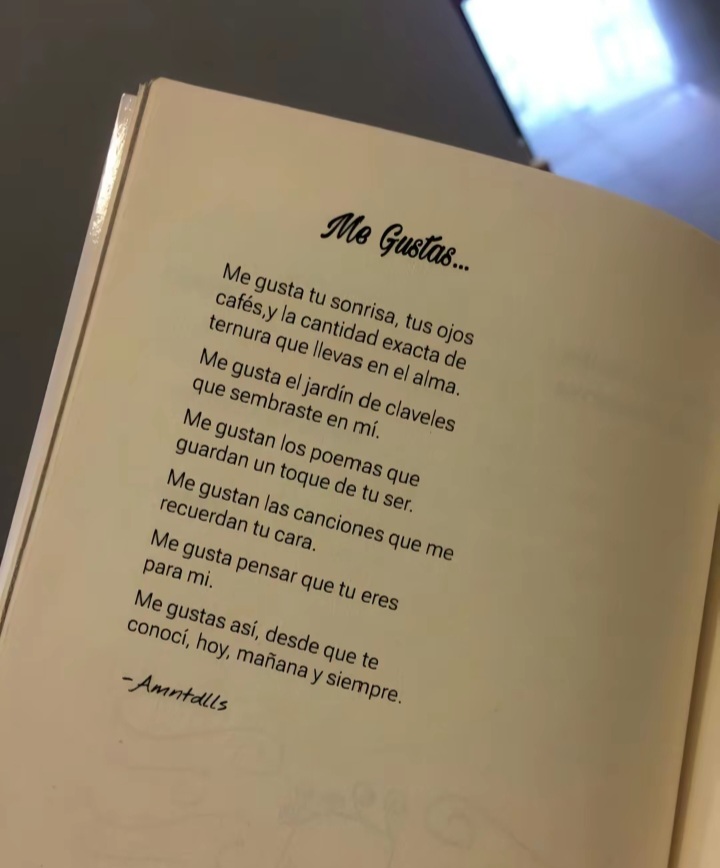 Me Gustas...
Me gusta tu sonrisa, tus ojos
cafés,y la cantidad exacta de
ternura que llevas en el alma.
Me gusta el jardín de claveles
que sembraste en mí.
Me gustan los poemas que
guardan un toque de tu ser.
Me gustan las canciones que me
recuerdan tu cara.
Me gusta pensar que tu eres
para mi.
Me gustas así, desde que te
conocí, hoy, mañana y siempre.
-Amntdlls